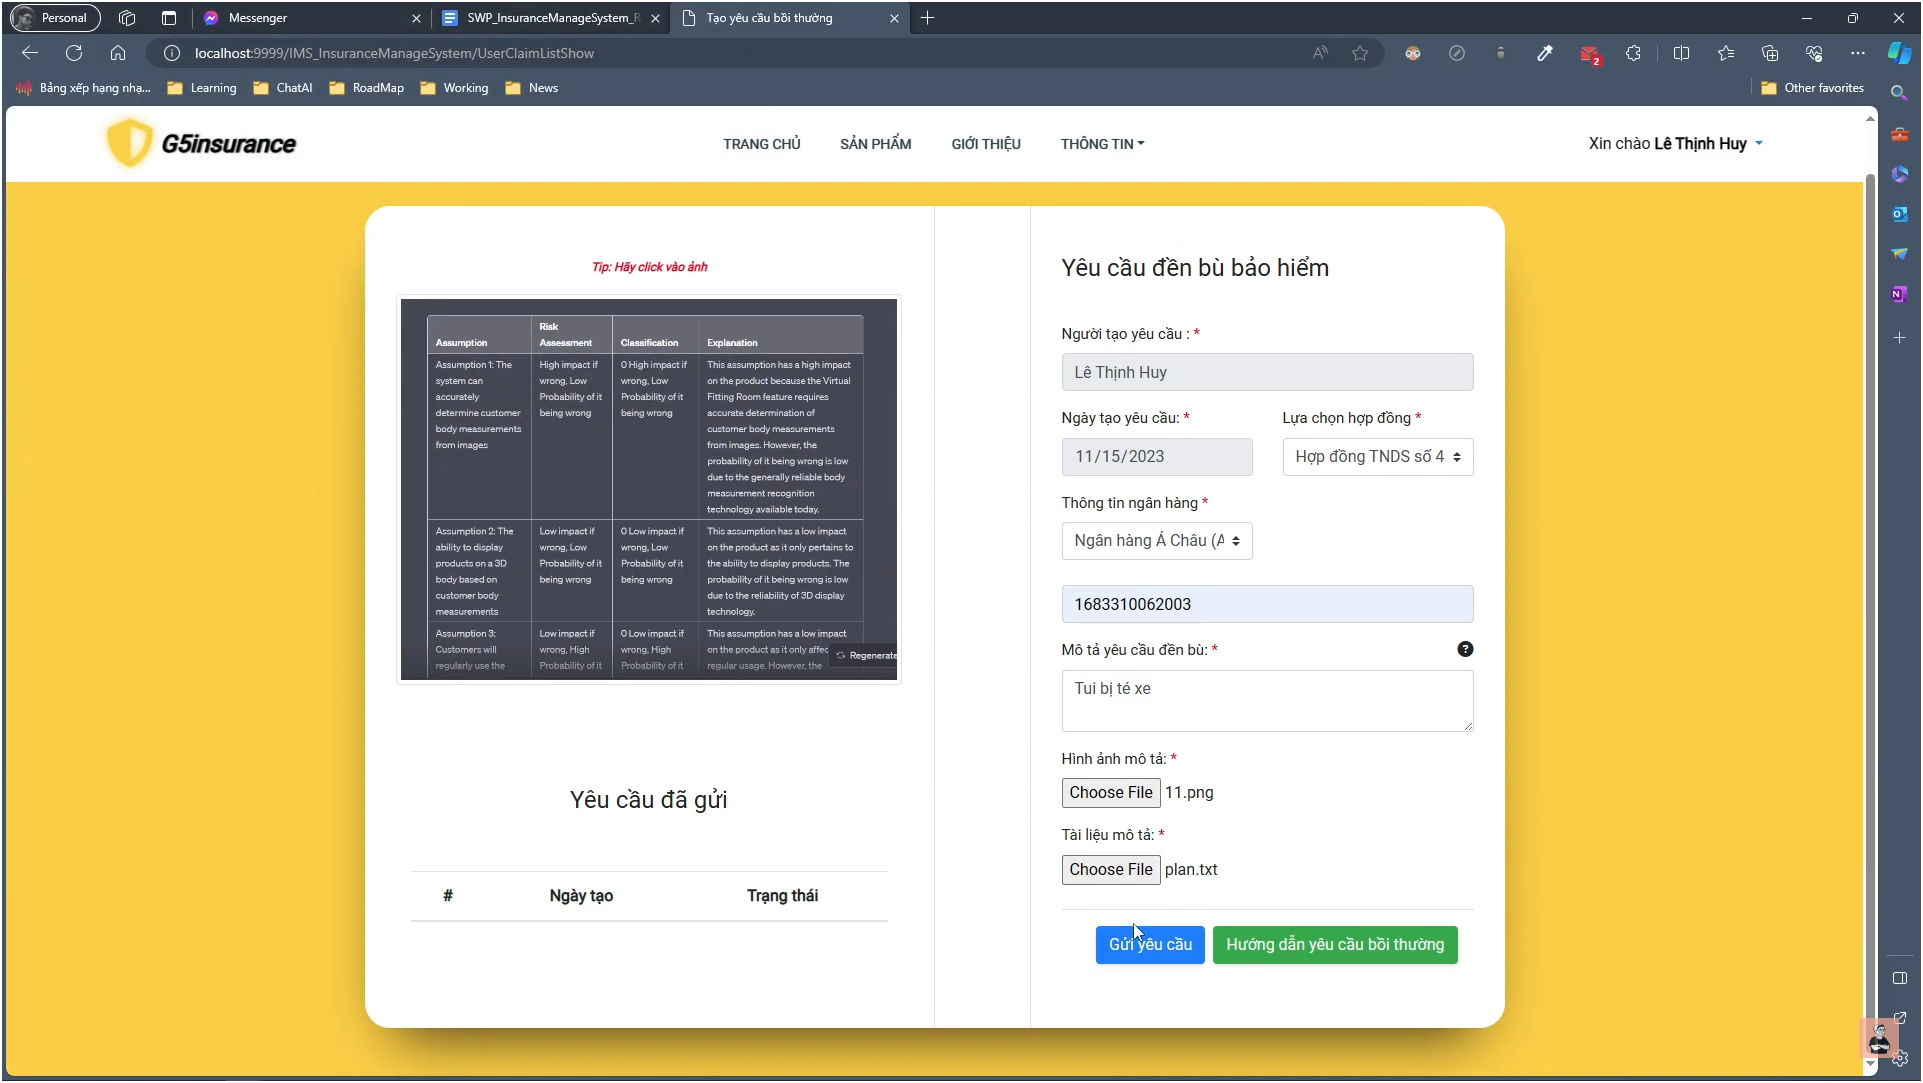 Personal
Messenger
SWP_InsuranceManageSystem_R
Tạo yêu cầu bồi thường
localhost:9999/IMS_InsuranceManageSystem/UserClaimListShow
2
Bảng xếp hạng nhạ...
Learning
ChatAI
RoadMap
Working
News
Other favorites
G5insurance
TRANG CHỦ
SẢN PHẨM
GIỚI THIỆU
THÔNG TIN
Xin chào Lê Thịnh Huy
Tip: Hãy click vào ảnh
Assumption
Risk
Assessment
Classification
Explanation
Assumption 1: The
system can
accurately
determine customer
body measurements
from images
High impact if
wrong, Low
Probability of it
being wrong
0 High impact if
wrong, Low
Probability of it
being wrong
This assumption has a high impact
on the product because the Virtual
Fitting Room feature requires
accurate determination of
customer body measurements
from images. However, the
probability of it being wrong is low
due to the generally reliable body
measurement recognition
technology available today.
Assumption 2: The
ability to display
products on a 3D
body based on
customer body
measurements
Low impact if
wrong, Low
Probability of it
being wrong
0 Low impact if
wrong, Low
Probability of it
being wrong
This assumption has a low impact
on the product as it only pertains to
the ability to display products. The
probability of it being wrong is low
due to the reliability of 3D display
technology.
Assumption 3:
Customers will
regularly use the
Low impact if
wrong, High
Probability of it
0 Low impact if
wrong, High
Probability of it
This assumption has a low impact
on the product as it only affec
regular usage. However, the
Regenerate
Yêu cầu đã gửi
# Ngày tạo Trạng thái
Yêu cầu đền bù bảo hiểm
Người tạo yêu cầu : *
Lê Thịnh Huy
Ngày tạo yêu cầu: *
11/15/2023
Lựa chọn hợp đồng *
Hợp đồng TNDS số 4
Thông tin ngân hàng *
Ngân hàng Á Châu (A
1683310062003
Mô tả yêu cầu đền bù: *
?
Tui bị té xe
Hình ảnh mô tả: *
Choose File 11.png
Tài liệu mô tả: *
Choose File plan.txt
Gửi yêu cầu
Hướng dẫn yêu cầu bồi thường